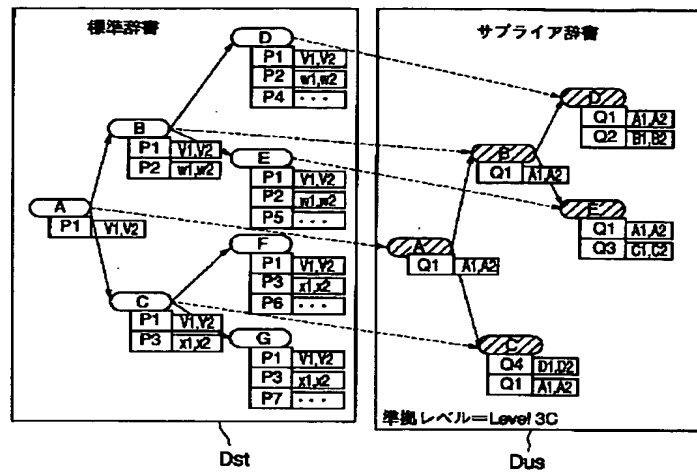 標準辞書
D
P1 V1,V2
P2 w1,w2
P4 ・・・
B
P1 V1,V2
P2 w1,w2
E
P1 V1,V2
P2 w1,w2
P5 ・・・
A
P1 V1,V2
F
P1 V1,V2
P3 x1,x2
P6 ・・・
C
P1 V1,V2
P3 x1,x2
G
P1 V1,V2
P3 x1,x2
P7 ・・・
Dst
サプライア辞書
D
Q1 A1,A2
Q2 B1,B2
B
Q1 A1,A2
E
Q1 A1,A2
Q3 C1,C2
A
Q1 A1,A2
C
Q4 D1,D2
Q1 A1,A2
準拠レベル=Level 3C
Dus